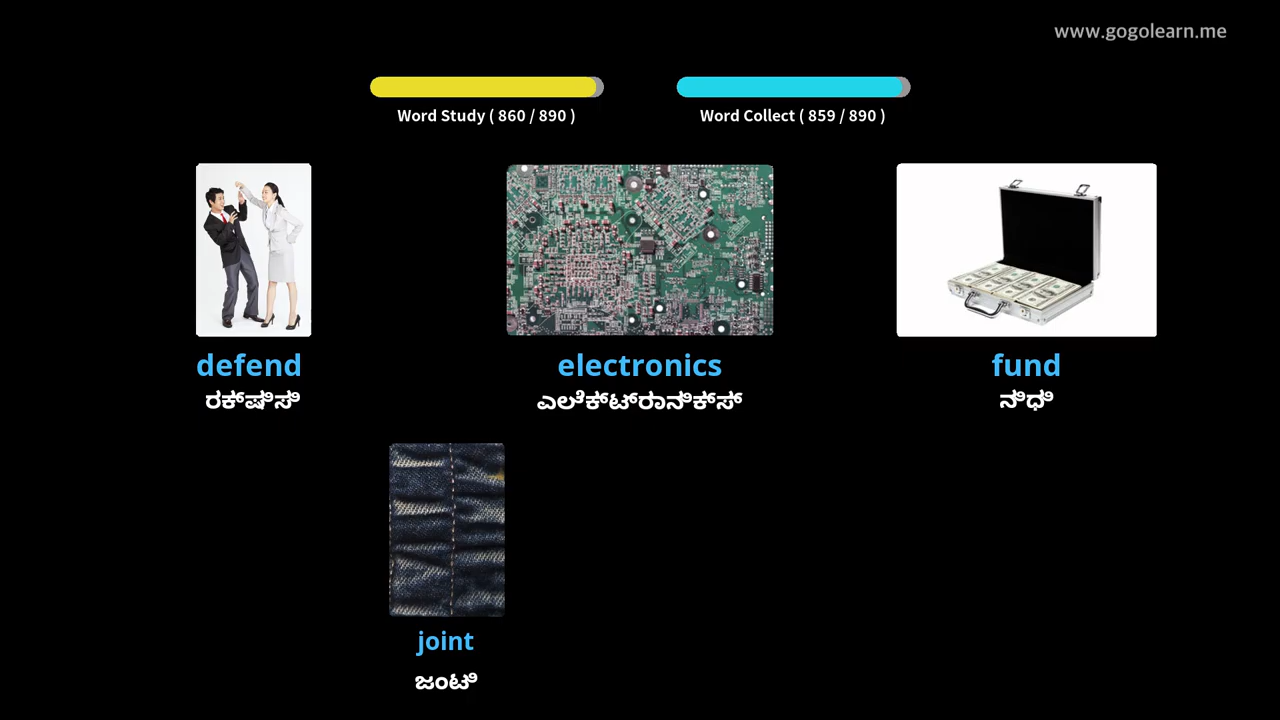 www.gogolearn.me
Word Study ( 860 / 890 )
Word Collect ( 859 / 890 )
defend
ರಕ್ಷಿಸಿ
electronics
ಎಲೆಕ್ಟ್ರಾನಿಕ್ಸ್
fund
ನಿಧಿ
joint
ಜಂಟಿ